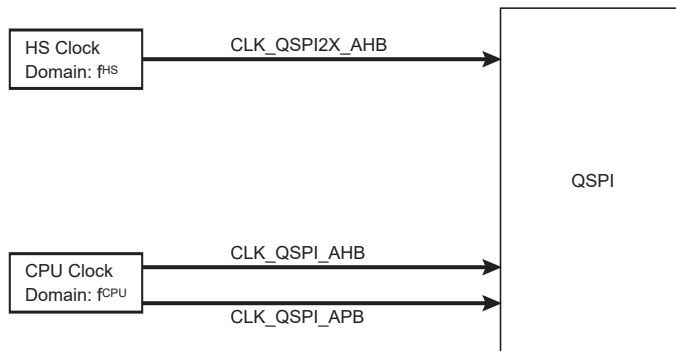 HS Clock
Domain: fHS
CLK_QSPI2X_AHB
QSPI
CPU Clock
Domain: fCPU
CLK_QSPI_AHB
CLK_QSPI_APB